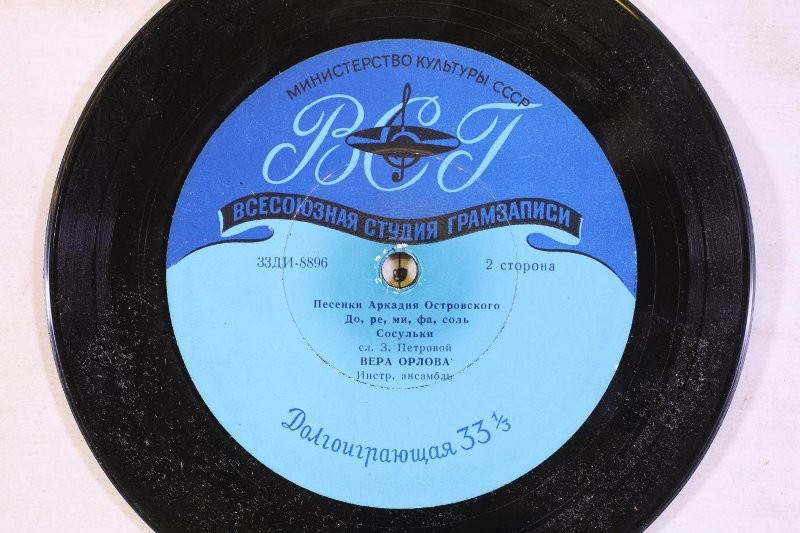 МИНИСТЕРСТВО КУЛЬТУРЫ СССР
ВСГ
ВСЕСОЮЗНАЯ СТУДИЯ ГРАМЗАПИСИ
33ДИ-8896
2 сторона
Песенки Аркадия Островского
До, ре, ми, фа, соль
Сосульки
сл. З. Петровой
ВЕРА ОРЛОВА
Инстр. ансамбль
Долгоиграющая 33 1/3